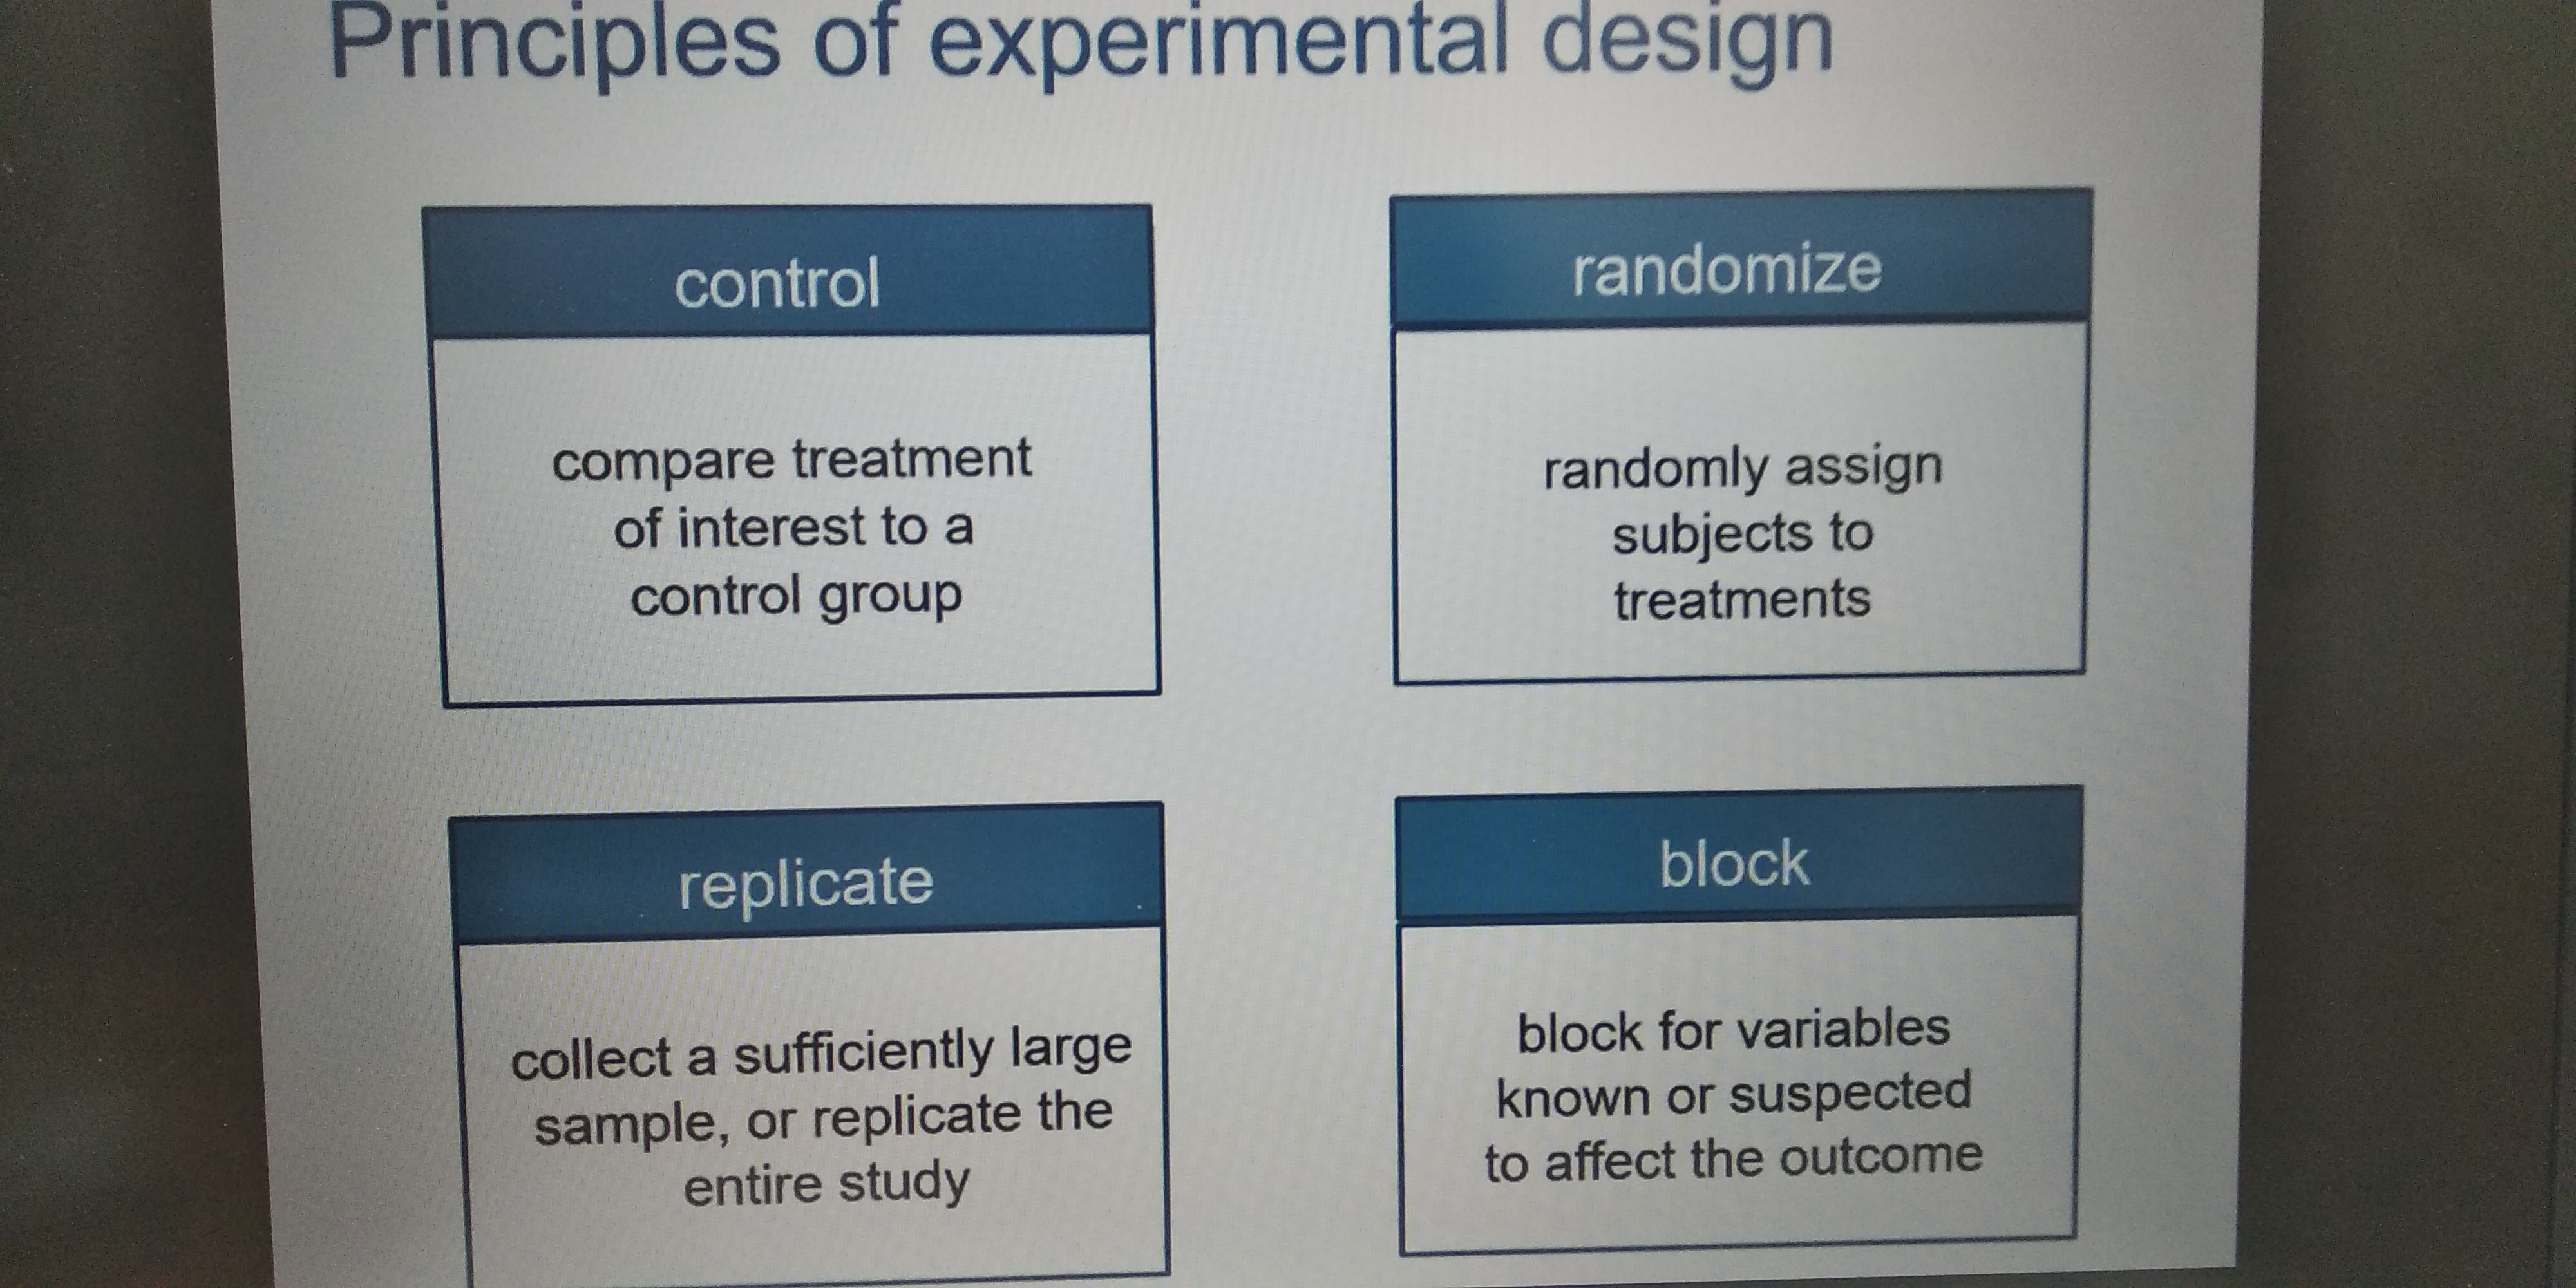 Principles of experimental design
control
compare treatment
of interest to a
control group
randomize
randomly assign
subjects to
treatments
replicate
collect a sufficiently large
sample, or replicate the
entire study
block
block for variables
known or suspected
to affect the outcome